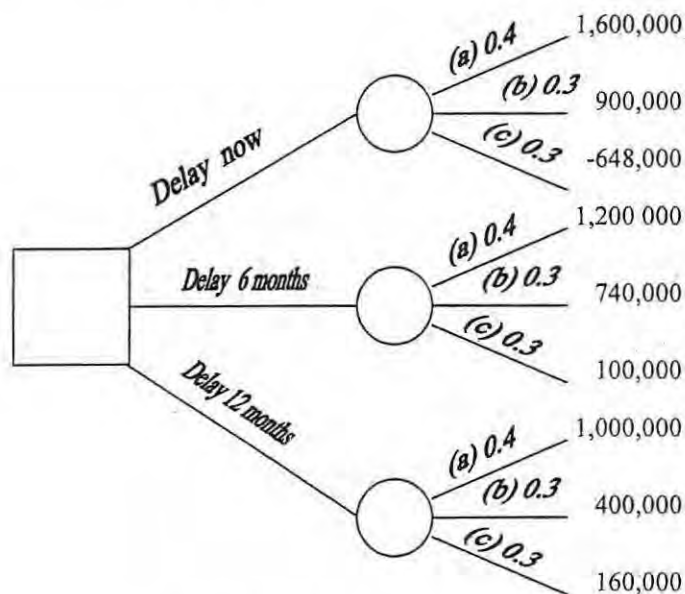 (a) 0.4 1,600,000
(b) 0.3 900,000
(c) 0.3 -648,000
Delay now
(a) 0.4 1,200 000
(b) 0.3 740,000
(c) 0.3 100,000
Delay 6 months
(a) 0.4 1,000,000
(b) 0.3 400,000
(c) 0.3 160,000
Delay 12 months